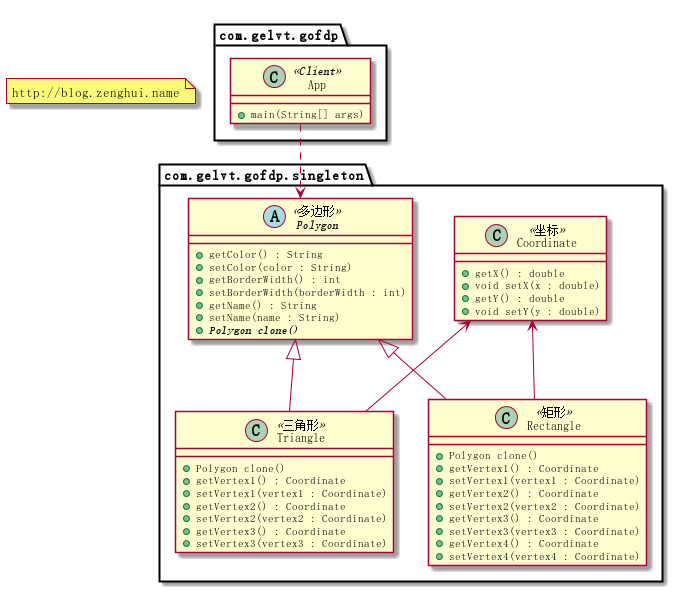 com.gelvt.gofdp
«Client»
App
main(String[] args)
http://blog.zenghui.name
com.gelvt.gofdp.singleton
«多边形»
Polygon
getColor() : String
setColor(color : String)
getBorderWidth() : int
setBorderWidth(borderWidth : int)
getName() : String
setName(name : String)
Polygon clone()
«坐标»
Coordinate
getX() : double
void setX(x : double)
getY() : double
void setY(y : double)
«三角形»
Triangle
Polygon clone()
getVertex1() : Coordinate
setVertex1(vertex1 : Coordinate)
getVertex2() : Coordinate
setVertex2(vertex2 : Coordinate)
getVertex3() : Coordinate
setVertex3(vertex3 : Coordinate)
«矩形»
Rectangle
Polygon clone()
getVertex1() : Coordinate
setVertex1(vertex1 : Coordinate)
getVertex2() : Coordinate
setVertex2(vertex2 : Coordinate)
getVertex3() : Coordinate
setVertex3(vertex3 : Coordinate)
getVertex4() : Coordinate
setVertex4(vertex4 : Coordinate)
C
A
C
C
C